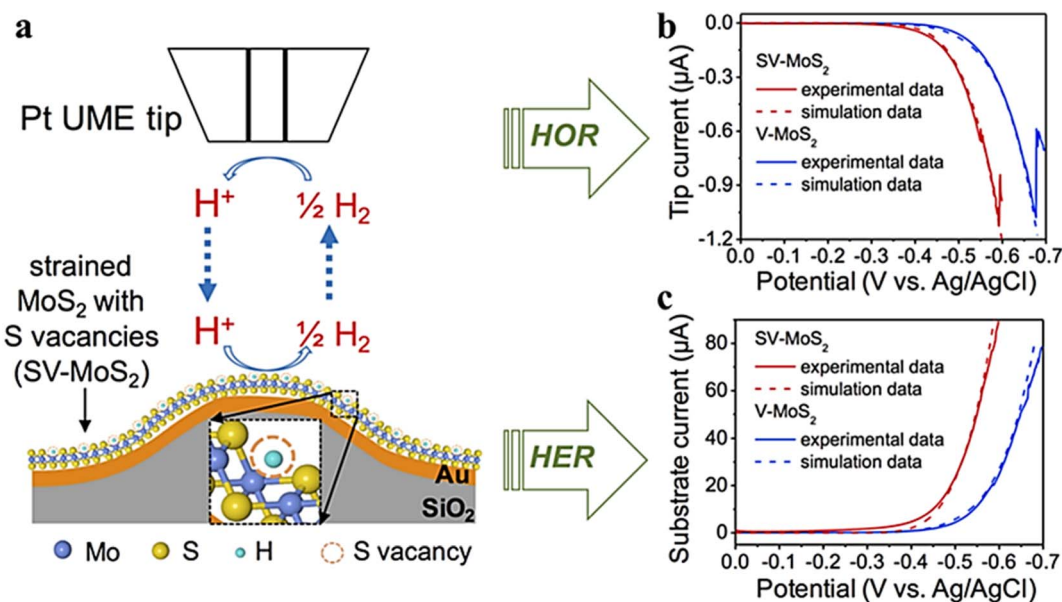 a
Pt UME tip
H⁺ ½ H₂
strained
MoS₂ with
S vacancies
(SV-MoS₂)
H⁺ ½ H₂
Au
SiO₂
Mo S H S vacancy
HOR
HER
b
0.0
-0.3
-0.6
-0.9
-1.2
Tip current (µA)
SV-MoS₂
experimental data
simulation data
V-MoS₂
experimental data
simulation data
0.0 -0.1 -0.2 -0.3 -0.4 -0.5 -0.6 -0.7
Potential (V vs. Ag/AgCl)
c
80
60
40
20
0
Substrate current (µA)
SV-MoS₂
experimental data
simulation data
V-MoS₂
experimental data
simulation data
0.0 -0.1 -0.2 -0.3 -0.4 -0.5 -0.6 -0.7
Potential (V vs. Ag/AgCl)